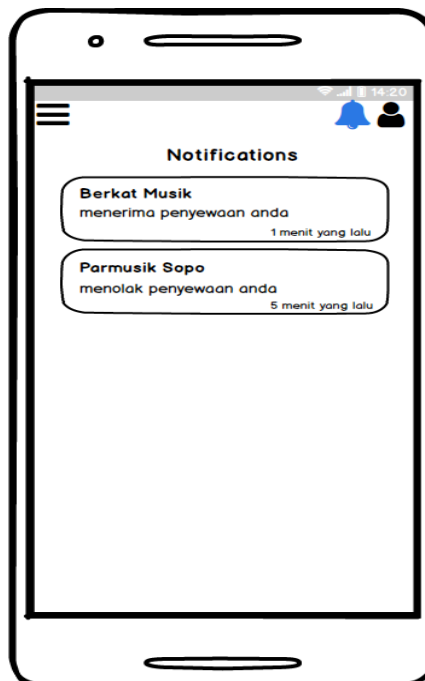 14:20
Notifications
Berkat Musik
menerima penyewaan anda
1 menit yang lalu
Parmusik Sopo
menolak penyewaan anda
5 menit yang lalu